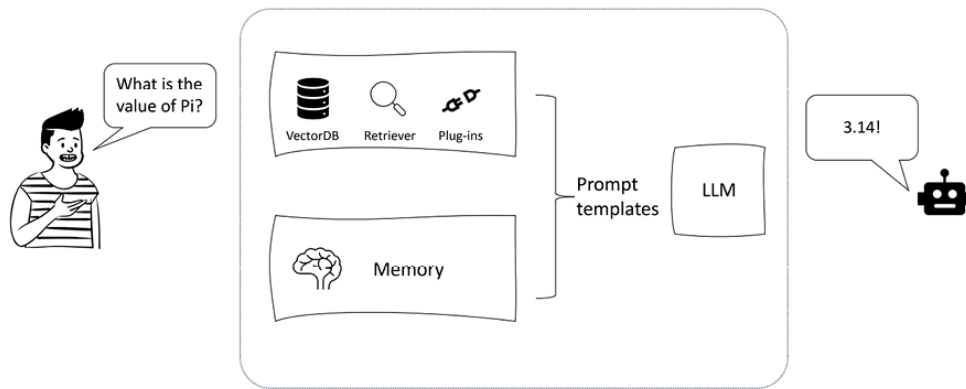 What is the
value of Pi?
VectorDB
Retriever
Plug-ins
Memory
Prompt
templates
LLM
3.14!